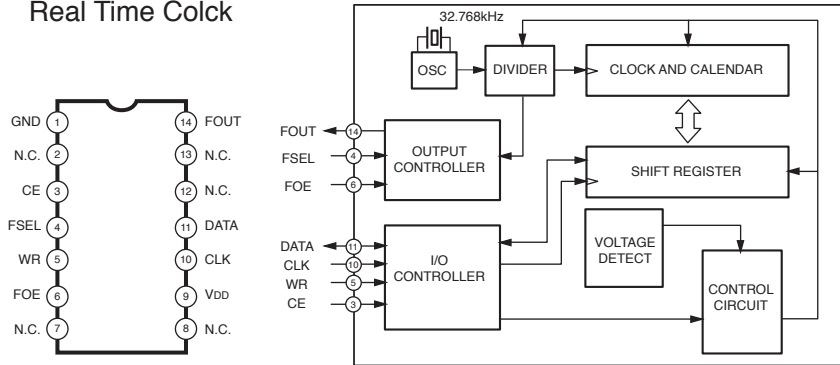 Real Time Colck
GND 1
N.C. 2
CE 3
FSEL 4
WR 5
FOE 6
N.C. 7
14 FOUT
13 N.C.
12 N.C.
11 DATA
10 CLK
9 VDD
8 N.C.
32.768kHz
OSC
DIVIDER
CLOCK AND CALENDAR
FOUT 14
FSEL 4
FOE 6
OUTPUT
CONTROLLER
SHIFT REGISTER
DATA 11
CLK 10
WR 5
CE 3
I/O
CONTROLLER
VOLTAGE
DETECT
CONTROL
CIRCUIT